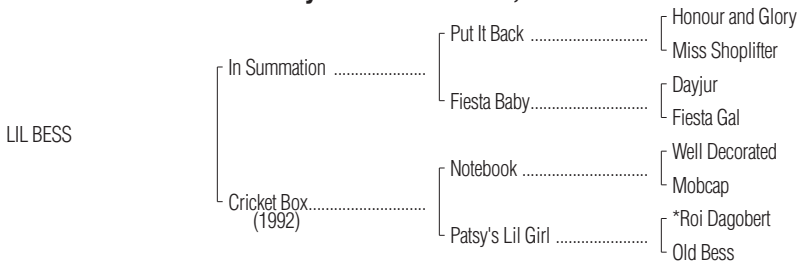 Honour and Glory
Put It Back ......................
Miss Shoplifter
In Summation ......................
Dayjur
Fiesta Baby......................
Fiesta Gal
LIL BESS
Well Decorated
Notebook ......................
Mobcap
Cricket Box......................
(1992)
*Roi Dagobert
Patsy's Lil Girl ......................
Old Bess